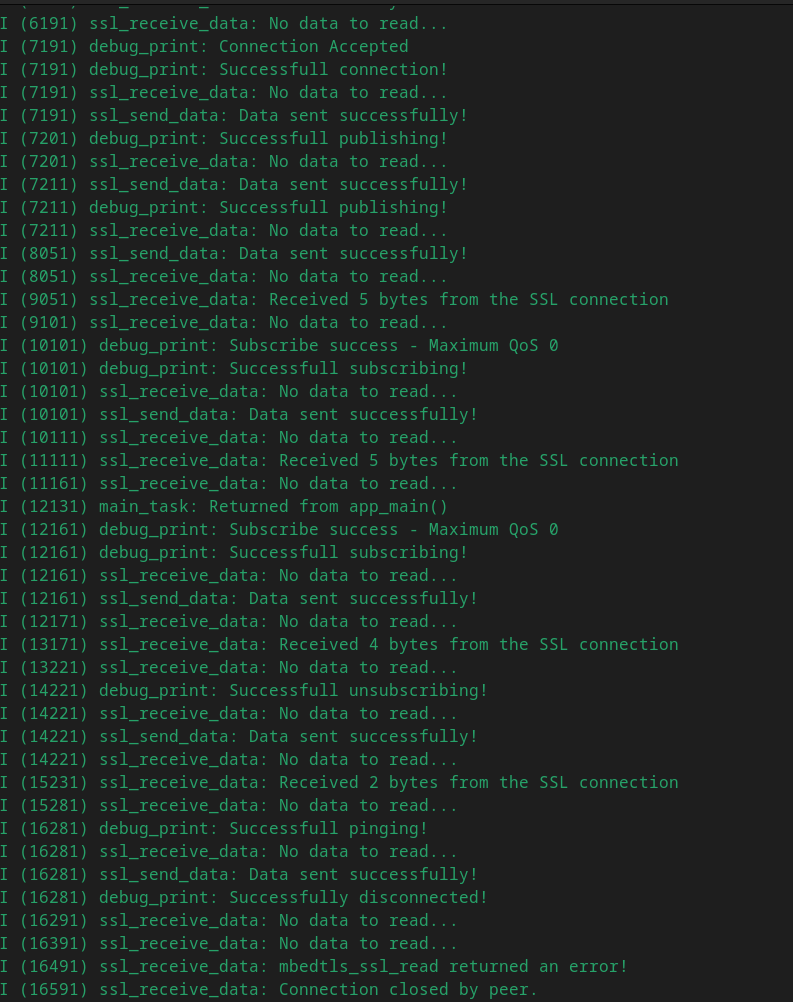 I (6191) ssl_receive_data: No data to read...
I (7191) debug_print: Connection Accepted
I (7191) debug_print: Successfull connection!
I (7191) ssl_receive_data: No data to read...
I (7191) ssl_send_data: Data sent successfully!
I (7201) debug_print: Successfull publishing!
I (7201) ssl_receive_data: No data to read...
I (7211) ssl_send_data: Data sent successfully!
I (7211) debug_print: Successfull publishing!
I (7211) ssl_receive_data: No data to read...
I (8051) ssl_send_data: Data sent successfully!
I (8051) ssl_receive_data: No data to read...
I (9051) ssl_receive_data: Received 5 bytes from the SSL connection
I (9101) ssl_receive_data: No data to read...
I (10101) debug_print: Subscribe success - Maximum QoS 0
I (10101) debug_print: Successfull subscribing!
I (10101) ssl_receive_data: No data to read...
I (10101) ssl_send_data: Data sent successfully!
I (10111) ssl_receive_data: No data to read...
I (11111) ssl_receive_data: Received 5 bytes from the SSL connection
I (11161) ssl_receive_data: No data to read...
I (12131) main_task: Returned from app_main()
I (12161) debug_print: Subscribe success - Maximum QoS 0
I (12161) debug_print: Successfull subscribing!
I (12161) ssl_receive_data: No data to read...
I (12161) ssl_send_data: Data sent successfully!
I (12171) ssl_receive_data: No data to read...
I (13171) ssl_receive_data: Received 4 bytes from the SSL connection
I (13221) ssl_receive_data: No data to read...
I (14221) debug_print: Successfull unsubscribing!
I (14221) ssl_receive_data: No data to read...
I (14221) ssl_send_data: Data sent successfully!
I (14221) ssl_receive_data: No data to read...
I (15231) ssl_receive_data: Received 2 bytes from the SSL connection
I (15281) ssl_receive_data: No data to read...
I (16281) debug_print: Successfull pinging!
I (16281) ssl_receive_data: No data to read...
I (16281) ssl_send_data: Data sent successfully!
I (16281) debug_print: Successfully disconnected!
I (16291) ssl_receive_data: No data to read...
I (16391) ssl_receive_data: No data to read...
I (16491) ssl_receive_data: mbedtls_ssl_read returned an error!
I (16591) ssl_receive_data: Connection closed by peer.